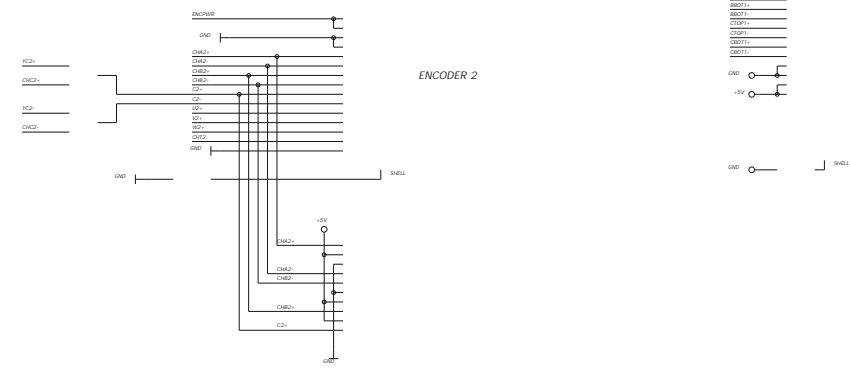 ENCPWR
GND
CHA2+
CHA2-
CHB2+
CHB2-
C2+
C2-
U2+
V2+
W2+
CHT2
GND
YC2+
CHC2+
YC2-
CHC2-
GND
SHELL
ENCODER 2
+5V
CHA2+
CHA2-
CHB2-
CHB2+
C2+
GND
BBOT1+
BBOT1-
CTOP1+
CTOP1-
CBOT1+
CBOT1-
GND
+5V
GND
SHELL